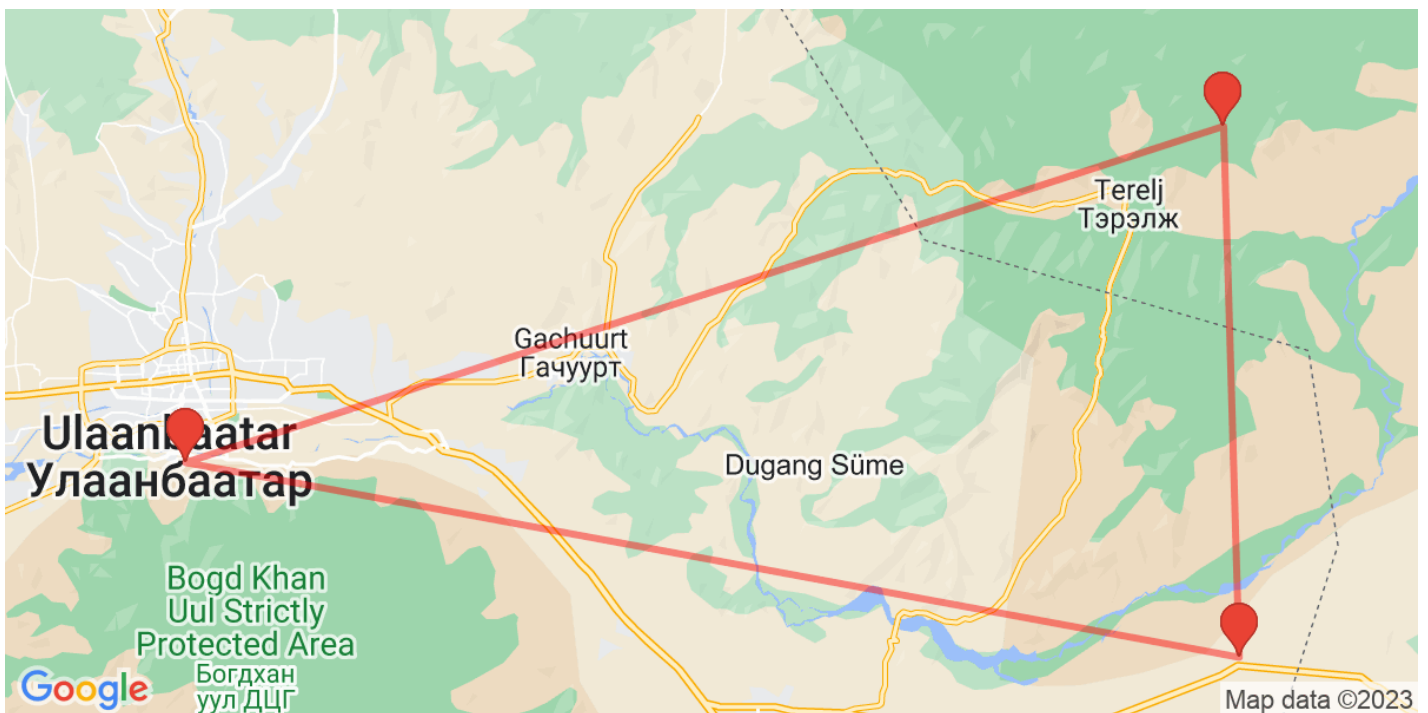 Terelj
Тэрэлж
Gachuurt
Гачуурт
Ulaanbaatar
Улаанбаатар
Dugang Süme
Bogd Khan
Uul Strictly
Protected Area
Богдхан
уул ДЦГ
Google
Map data ©2023